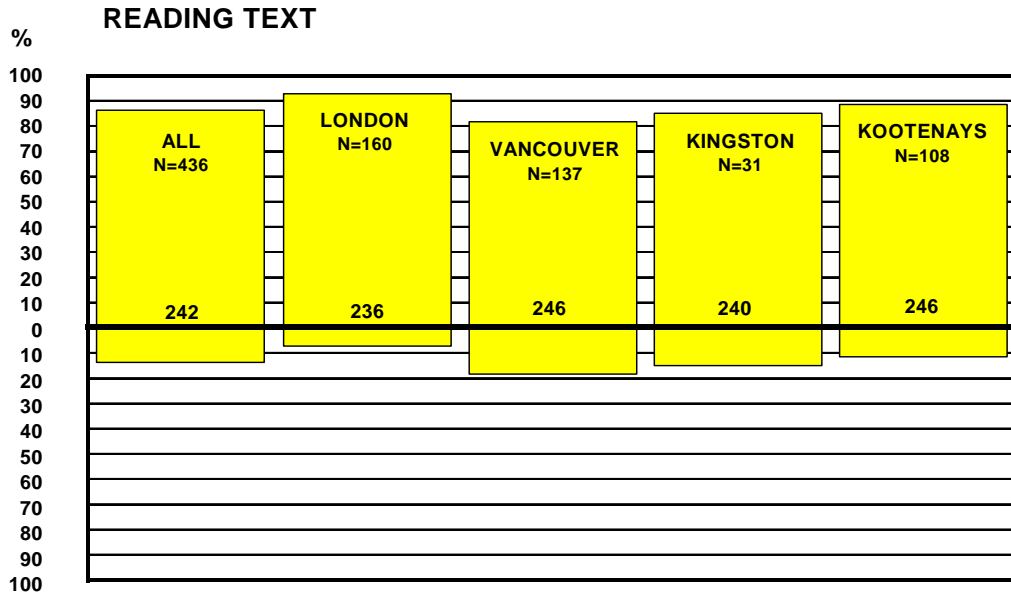 READING TEXT
%
100
90
80
70
60
50
40
30
20
10
0
10
20
30
40
50
60
70
80
90
100
ALL
N=436
242
LONDON
N=160
236
VANCOUVER
N=137
246
KINGSTON
N=31
240
KOOTENAYS
N=108
246